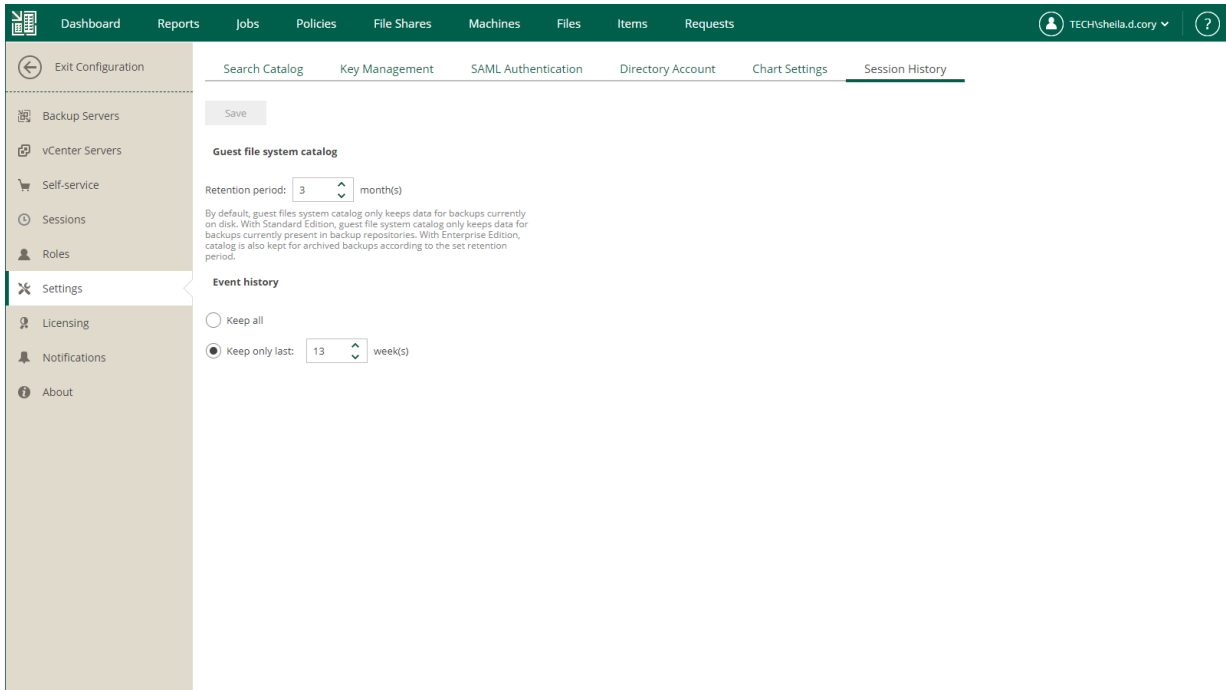 Dashboard Reports Jobs Policies File Shares Machines Files Items Requests TECH\sheila.d.cory ?
Exit Configuration
Search Catalog Key Management SAML Authentication Directory Account Chart Settings Session History
Backup Servers
vCenter Servers
Self-service
Sessions
Roles
Settings
Licensing
Notifications
About
Save
Guest file system catalog
Retention period: 3 month(s)
By default, guest files system catalog only keeps data for backups currently
on disk. With Standard Edition, guest file system catalog only keeps data for
backups currently present in backup repositories. With Enterprise Edition,
catalog is also kept for archived backups according to the set retention
period.
Event history
Keep all
Keep only last: 13 week(s)